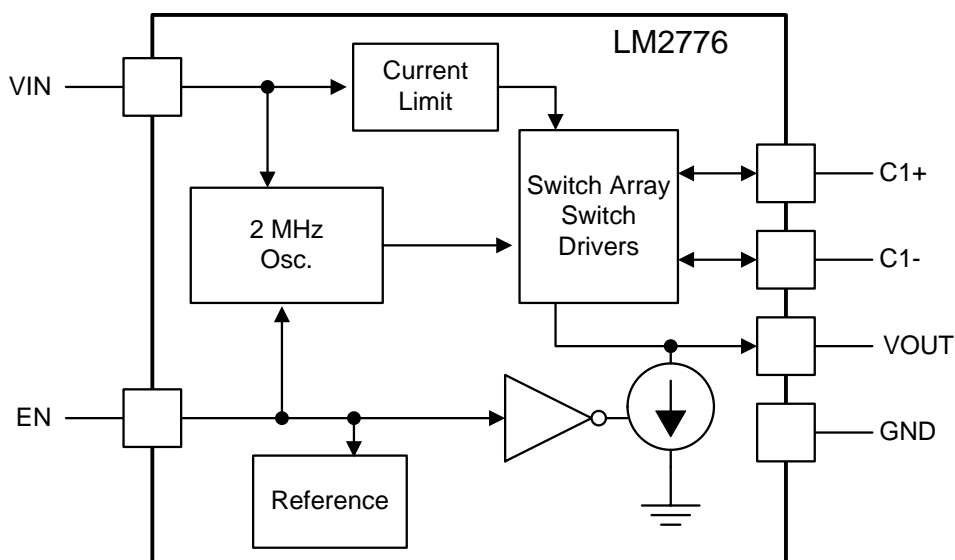 LM2776
VIN
Current
Limit
Switch Array
Switch
Drivers
C1+
2 MHz
Osc.
C1-
VOUT
EN
GND
Reference